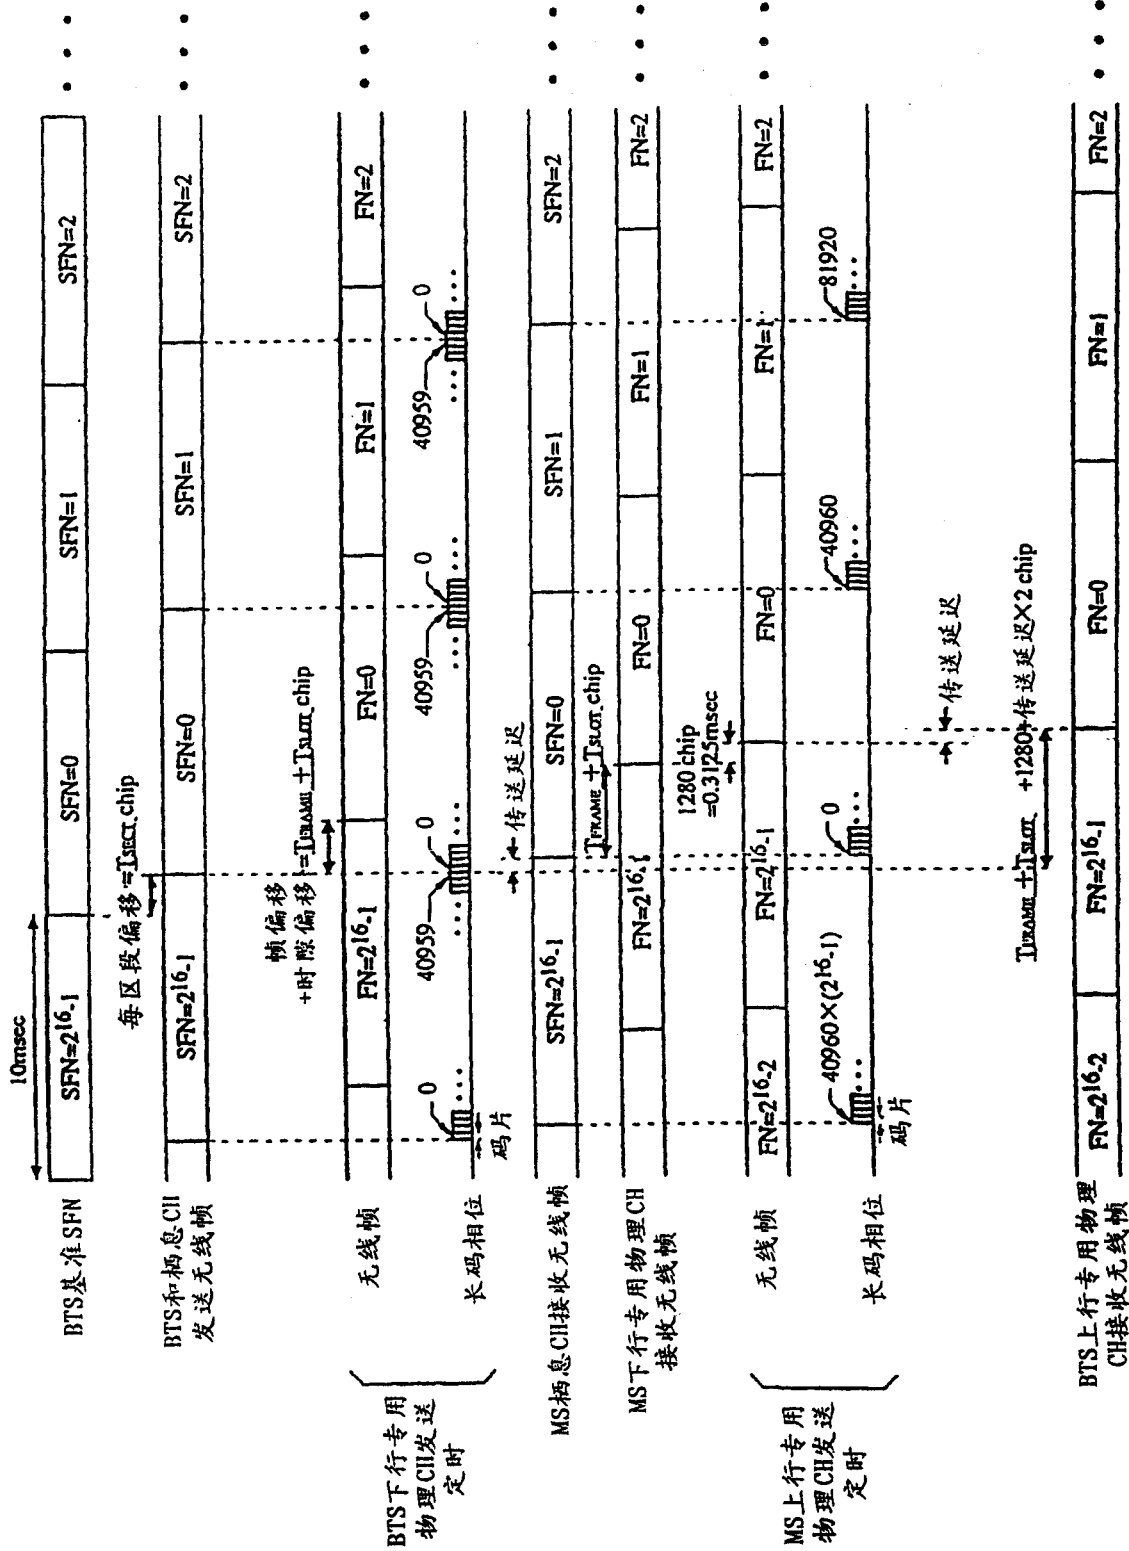 10msec
BTS基准SFN
SFN=2¹⁶-1
SFN=0
SFN=1
SFN=2
每区段偏移=TSECT.chip
BTS和栖息CH
发送无线帧
SFN=2¹⁶-1
SFN=0
SFN=1
SFN=2
帧偏移
+时隙偏移=TFRAME+TSLOT.chip
BTS下行专用
物理CH发送
定时
无线帧
FN=2¹⁶-1
FN=0
FN=1
FN=2
长码相位
0
40959
0
40959
0
40959
0
码片
传送延迟
MS栖息CH接收无线帧
SFN=2¹⁶-1
SFN=0
SFN=1
SFN=2
TFRAME+TSLOT.chip
MS下行专用物理CH
接收无线帧
FN=2¹⁶-1
FN=0
FN=1
FN=2
1280 chip
=0.3125msec
MS上行专用
物理CH发送
定时
无线帧
FN=2¹⁶-2
FN=2¹⁶-1
FN=0
FN=1
FN=2
长码相位
40960×(2¹⁶-1)
0
40960
81920
码片
传送延迟
TFRAME+TSLOT +1280+传送延迟×2 chip
BTS上行专用物理
CH接收无线帧
FN=2¹⁶-2
FN=2¹⁶-1
FN=0
FN=1
FN=2